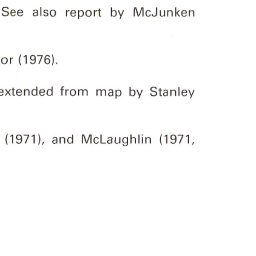 See also report by McJunken
or (1976).
extended from map by Stanley
(1971), and McLaughlin (1971,